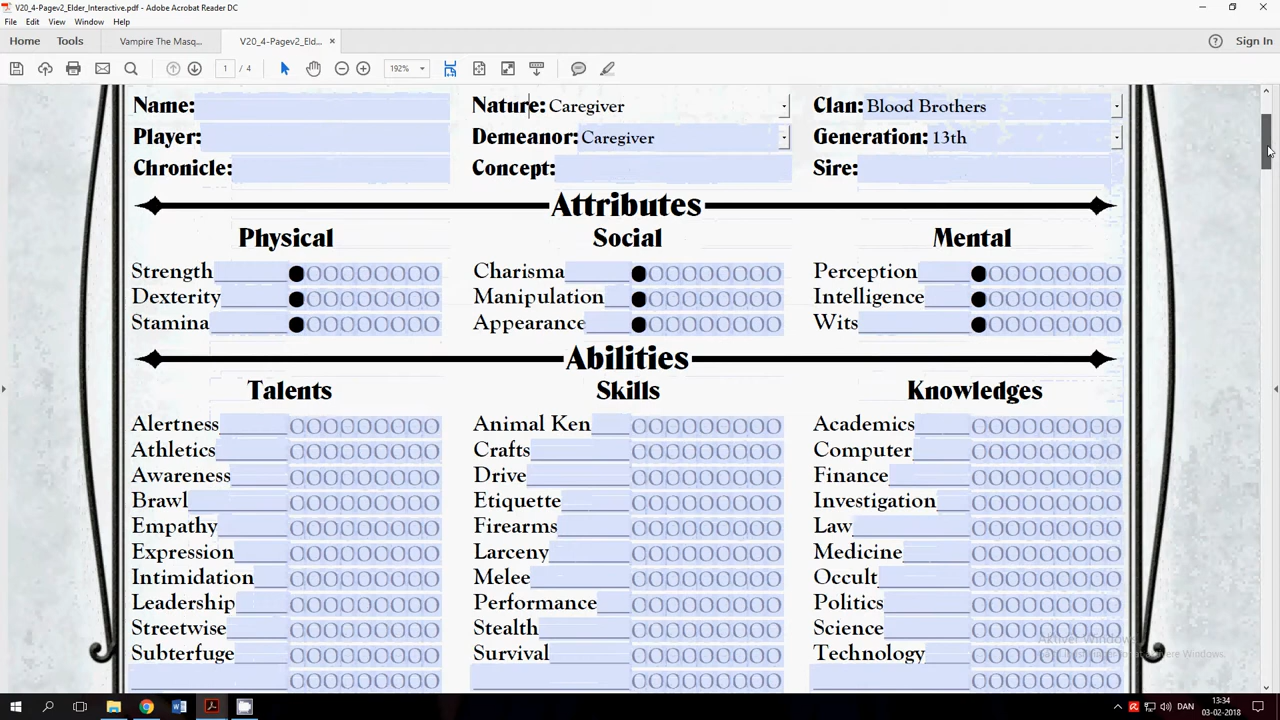 V20_4-Pagev2_Elder_Interactive.pdf - Adobe Acrobat Reader DC
File Edit View Window Help
Home Tools Vampire The Masq... V20_4-Pagev2_Eld... × Sign In
1 / 4 192%
Name: Nature: Caregiver Clan: Blood Brothers
Player: Demeanor: Caregiver Generation: 13th
Chronicle: Concept: Sire:
Attributes
Physical Social Mental
Strength Charisma Perception
Dexterity Manipulation Intelligence
Stamina Appearance Wits
Abilities
Talents Skills Knowledges
Alertness Animal Ken Academics
Athletics Crafts Computer
Awareness Drive Finance
Brawl Etiquette Investigation
Empathy Firearms Law
Expression Larceny Medicine
Intimidation Melee Occult
Leadership Performance Politics
Streetwise Stealth Science
Aktiver Windows
Subterfuge Survival Technology
Windows.
DAN 13:34
03-02-2018